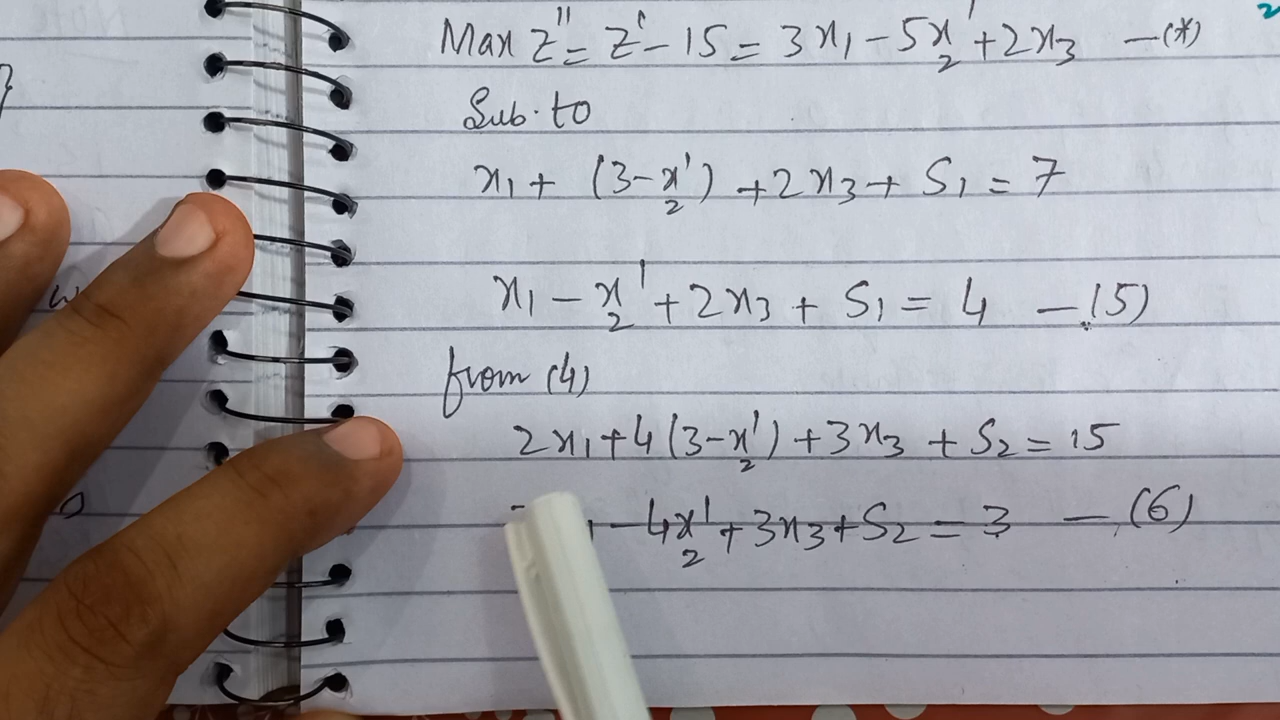 Max Z'' = Z' - 15 = 3x₁ - 5x₂' + 2x₃ — (*)
Sub. to
x₁ + (3-x₂') + 2x₃ + S₁ = 7
x₁ - x₂' + 2x₃ + S₁ = 4 — (5)
from (4)
2x₁ + 4(3-x₂') + 3x₃ + S₂ = 15
- 4x₂' + 3x₃ + S₂ = 3 — (6)